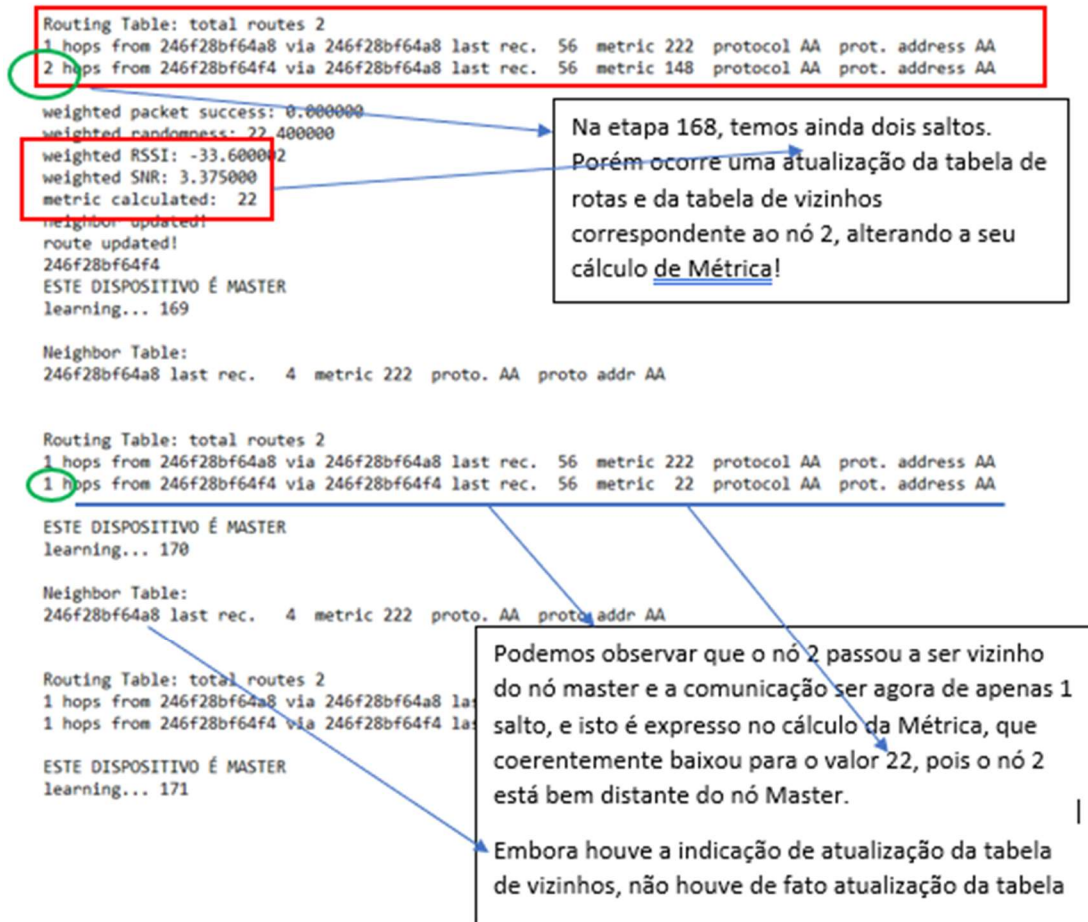 Routing Table: total routes 2
1 hops from 246f28bf64a8 via 246f28bf64a8 last rec.  56  metric 222  protocol AA  prot. address AA
2 hops from 246f28bf64f4 via 246f28bf64a8 last rec.  56  metric 148  protocol AA  prot. address AA
weighted packet success: 0.000000
weighted randomness: 22.400000
weighted RSSI: -33.600002
weighted SNR: 3.375000
metric calculated:  22
neighbor updated!
route updated!
246f28bf64f4
ESTE DISPOSITIVO É MASTER
learning... 169
Na etapa 168, temos ainda dois saltos.
Porém ocorre uma atualização da tabela de
rotas e da tabela de vizinhos
correspondente ao nó 2, alterando a seu
cálculo de Métrica!
Neighbor Table:
246f28bf64a8 last rec.   4  metric 222  proto. AA  proto addr AA
Routing Table: total routes 2
1 hops from 246f28bf64a8 via 246f28bf64a8 last rec.  56  metric 222  protocol AA  prot. address AA
1 hops from 246f28bf64f4 via 246f28bf64f4 last rec.  56  metric  22  protocol AA  prot. address AA
ESTE DISPOSITIVO É MASTER
learning... 170
Neighbor Table:
246f28bf64a8 last rec.   4  metric 222  proto. AA  proto addr AA
Routing Table: total routes 2
1 hops from 246f28bf64a8 via 246f28bf64a8 las
1 hops from 246f28bf64f4 via 246f28bf64f4 las
ESTE DISPOSITIVO É MASTER
learning... 171
Podemos observar que o nó 2 passou a ser vizinho
do nó master e a comunicação ser agora de apenas 1
salto, e isto é expresso no cálculo da Métrica, que
coerentemente baixou para o valor 22, pois o nó 2
está bem distante do nó Master.
Embora houve a indicação de atualização da tabela
de vizinhos, não houve de fato atualização da tabela